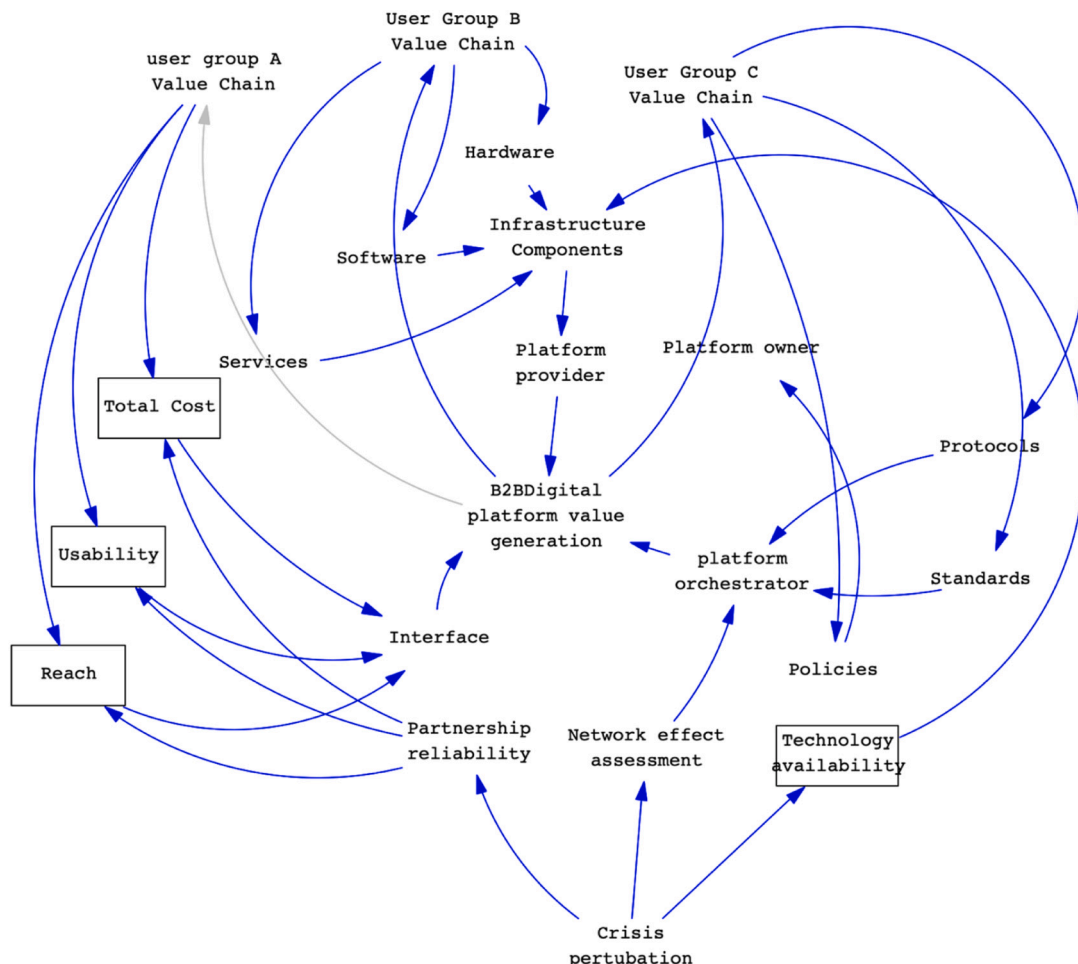 User Group B
Value Chain
user group A
Value Chain
User Group C
Value Chain
Hardware
Infrastructure
Components
Software
Services
Platform
provider
Platform owner
Total Cost
Protocols
B2BDigital
platform value
generation
Usability
platform
orchestrator
Standards
Interface
Reach
Policies
Partnership
reliability
Network effect
assessment
Technology
availability
Crisis
pertubation